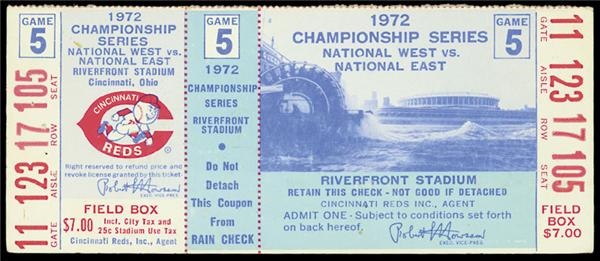 11 123 17 105
AISLE ROW SEAT
1972
CHAMPIONSHIP
SERIES
NATIONAL WEST vs.
NATIONAL EAST
RIVERFRONT STADIUM
Cincinnati, Ohio
GAME
5
CINCINNATI
REDS
Right reserved to refund price and
revoke license granted by this ticket
EXEC. VICE-PRES.
FIELD BOX
$7.00 Incl. City Tax and
25c Stadium Use Tax
Cincinnati Reds, Inc., Agent
GAME
5
1972
CHAMPIONSHIP
SERIES
RIVERFRONT
STADIUM
Do Not
Detach
This Coupon
From
RAIN CHECK
1972
CHAMPIONSHIP SERIES
NATIONAL WEST VS.
NATIONAL EAST
GAME
5
RIVERFRONT STADIUM
RETAIN THIS CHECK - NOT GOOD IF DETACHED
CINCINNATI REDS INC., AGENT
ADMIT ONE - Subject to conditions set forth
on back hereof.
EXEC. VICE-PRES.
11 123 17 105
AISLE ROW SEAT
FIELD BOX
$7.00